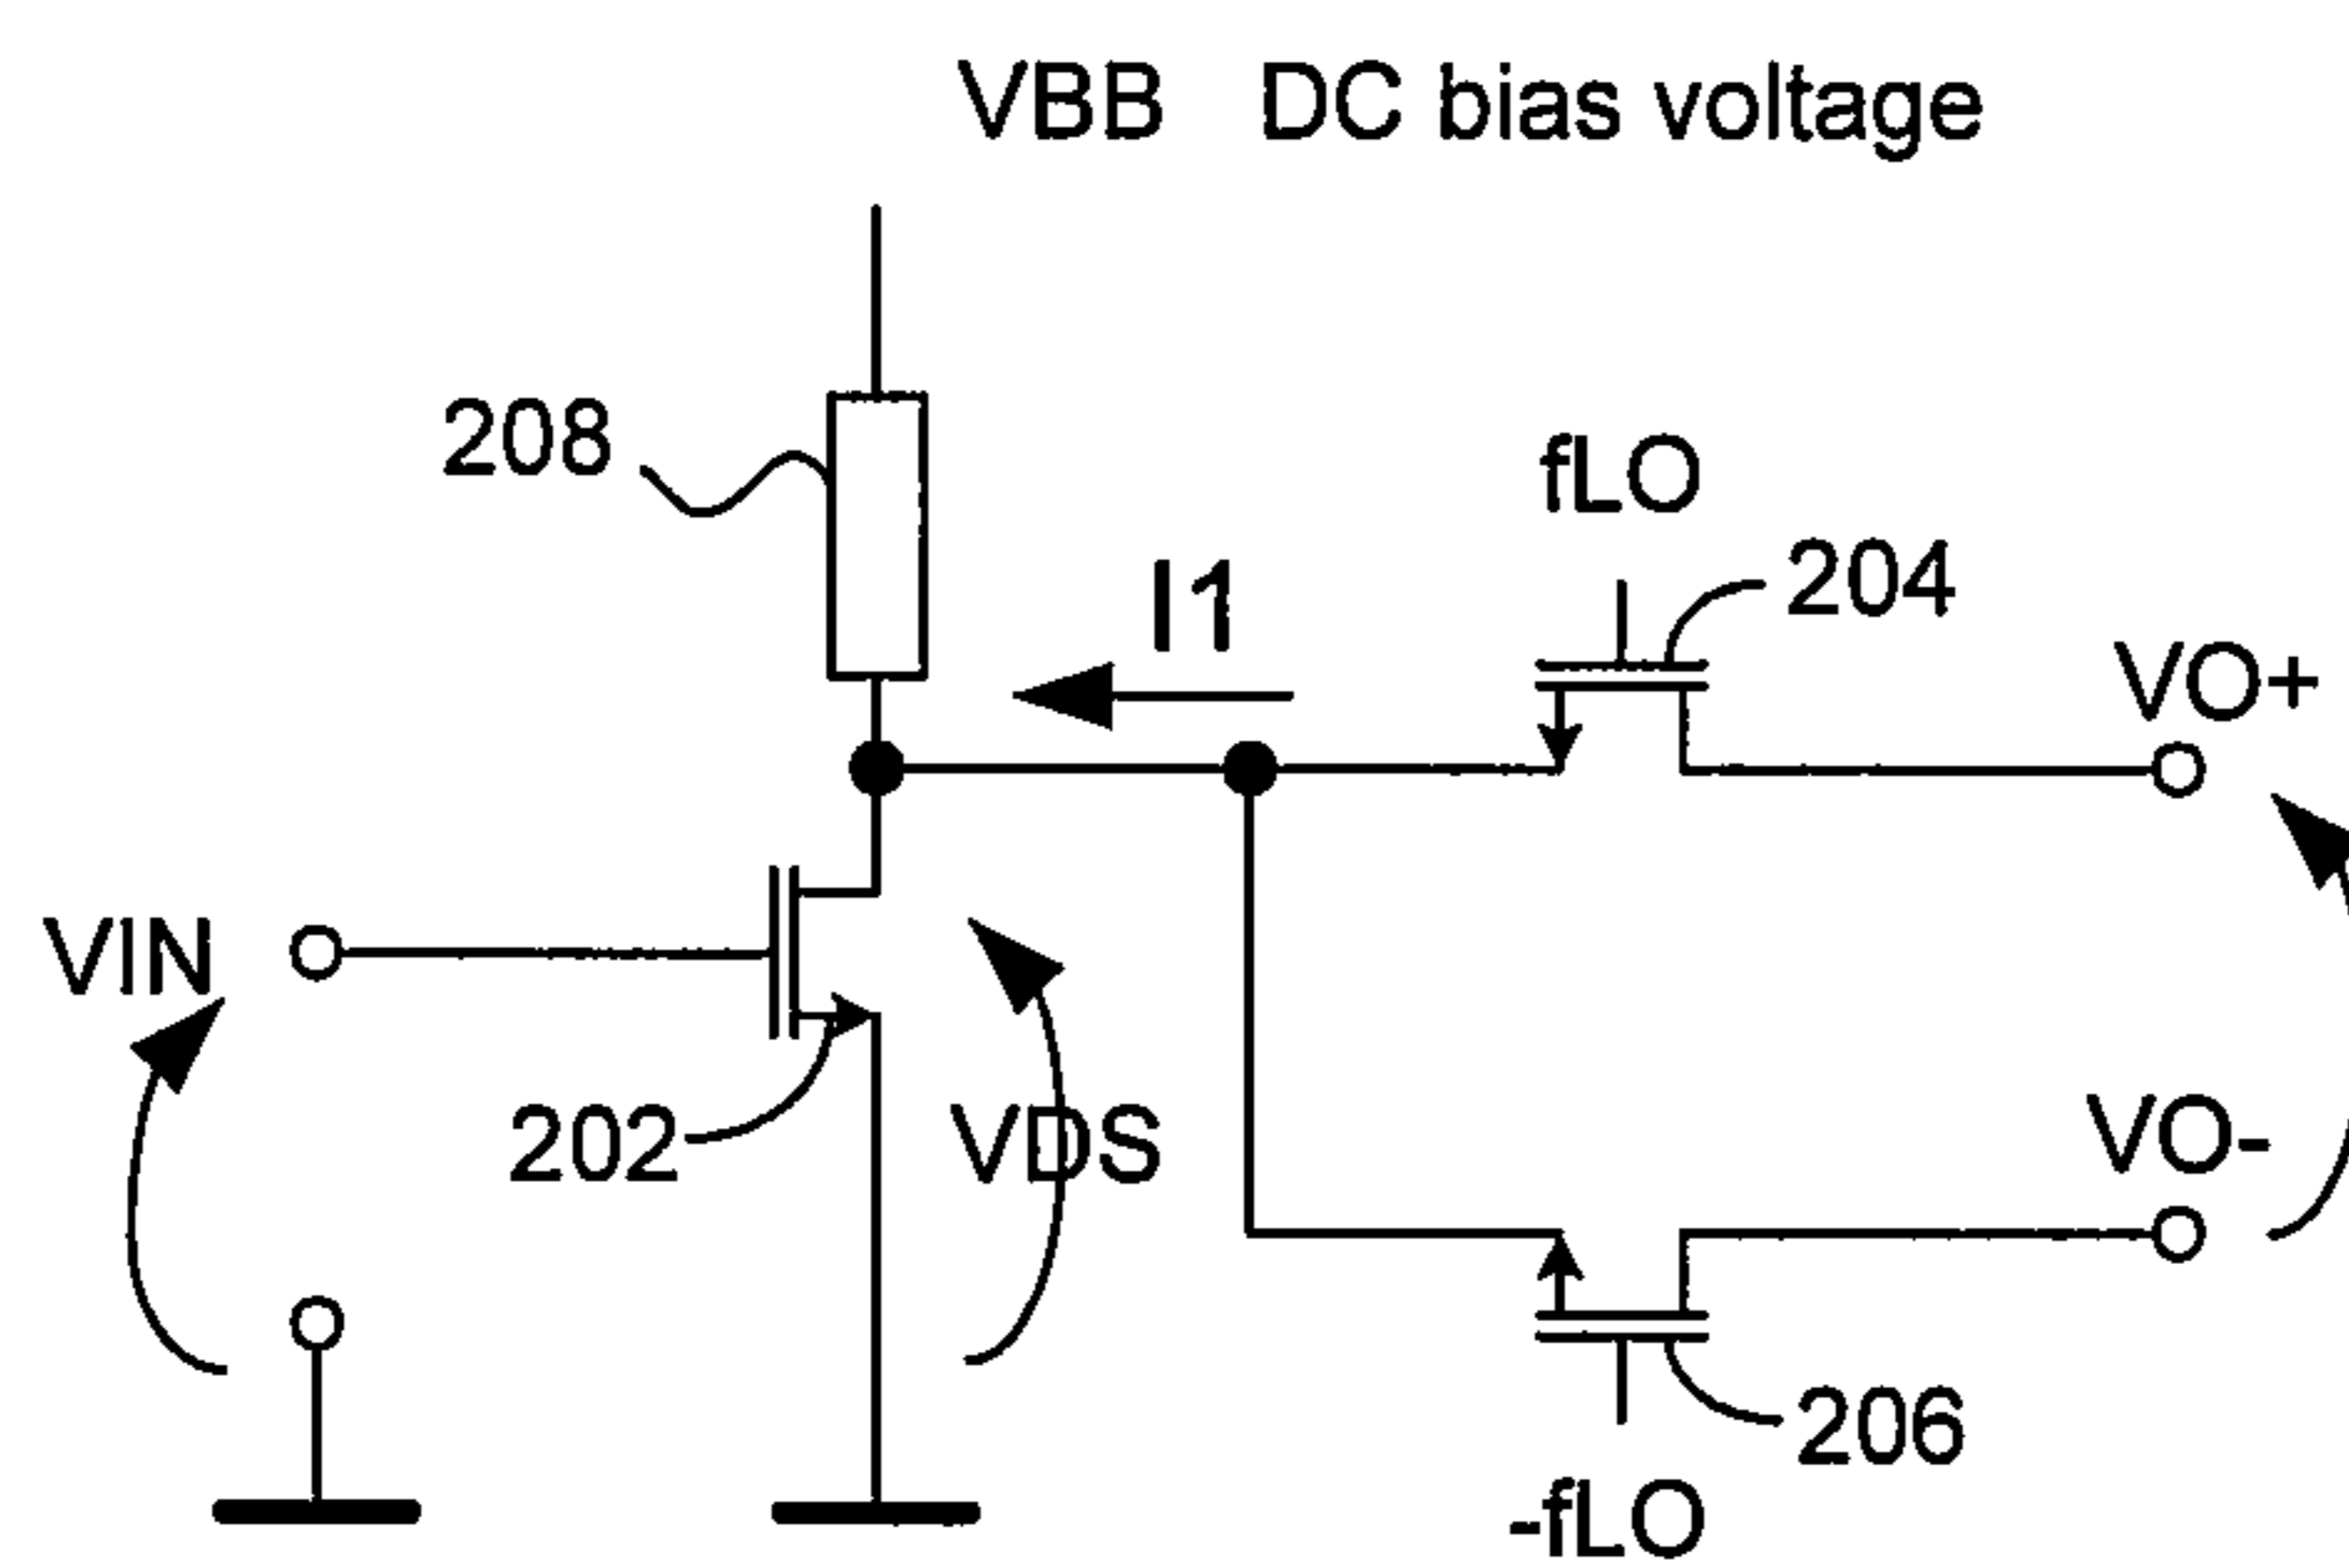 VBB DC bias voltage
208
fLO
204
I1
VO+
VIN
202
VDS
VO-
206
-fLO